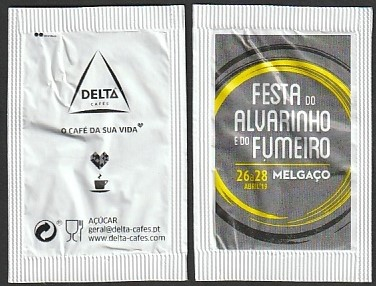 DELTA
CAFÉS
O CAFÉ DA SUA VIDA
AÇÚCAR
geral@delta-cafes.pt
www.delta-cafes.com
FESTA DO
ALVARINHO
E DO FUMEIRO
26 a 28 MELGAÇO
ABRIL'19